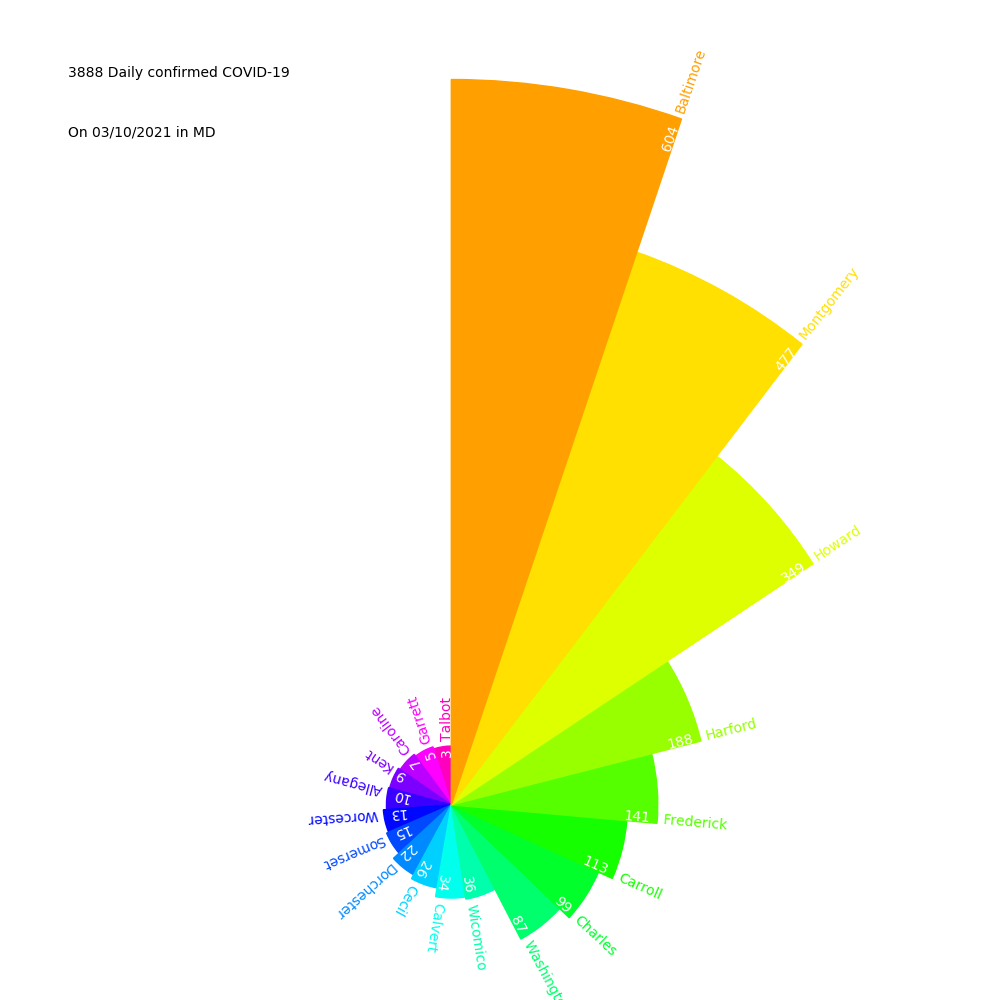 3888 Daily confirmed COVID-19
On 03/10/2021 in MD
Baltimore
604
Montgomery
477
Howard
349
Harford
188
Frederick
141
Carroll
113
Charles
99
Washingt
87
Wicomico
36
Calvert
34
Cecil
26
Dorchester
22
Somerset
15
Worcester
13
Allegany
10
Kent
9
Caroline
7
Garrett
5
Talbot
3